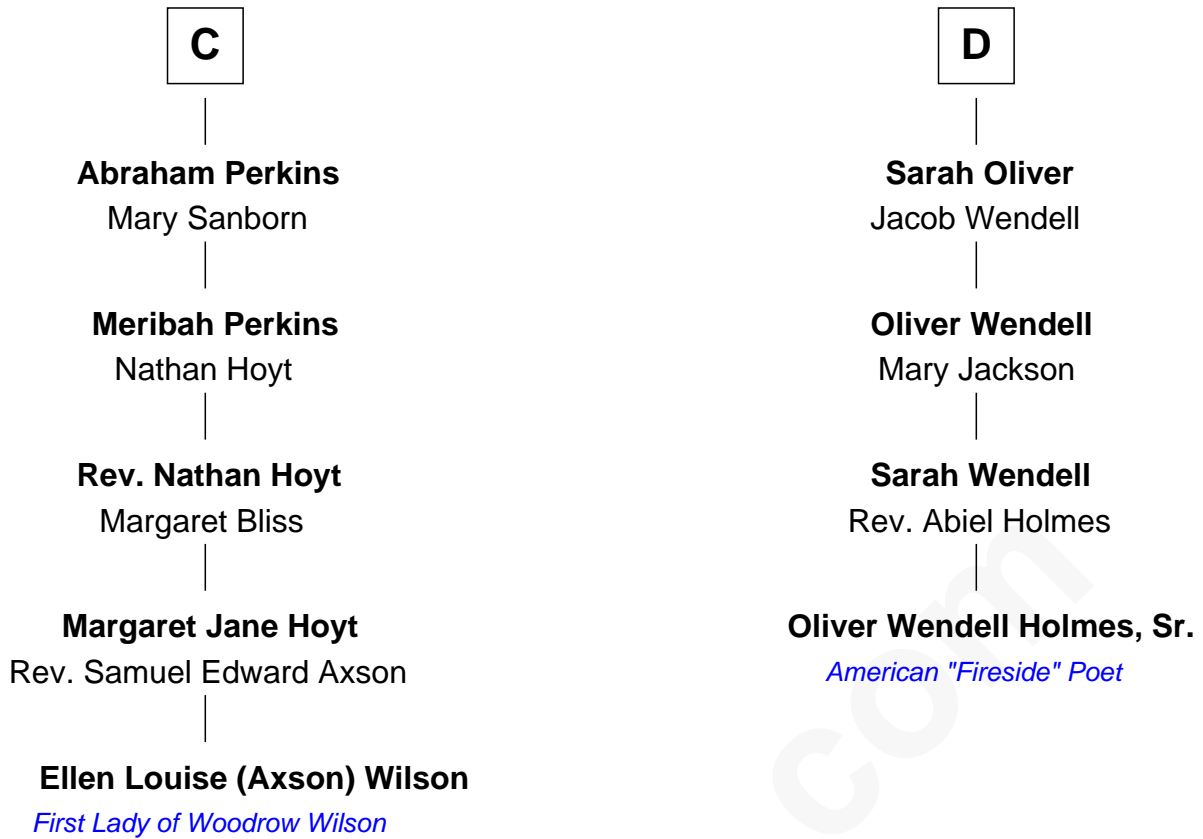 C
Abraham Perkins
Mary Sanborn
Meribah Perkins
Nathan Hoyt
Rev. Nathan Hoyt
Margaret Bliss
Margaret Jane Hoyt
Rev. Samuel Edward Axson
Ellen Louise (Axson) Wilson
First Lady of Woodrow Wilson
D
Sarah Oliver
Jacob Wendell
Oliver Wendell
Mary Jackson
Sarah Wendell
Rev. Abiel Holmes
Oliver Wendell Holmes, Sr.
American "Fireside" Poet
com